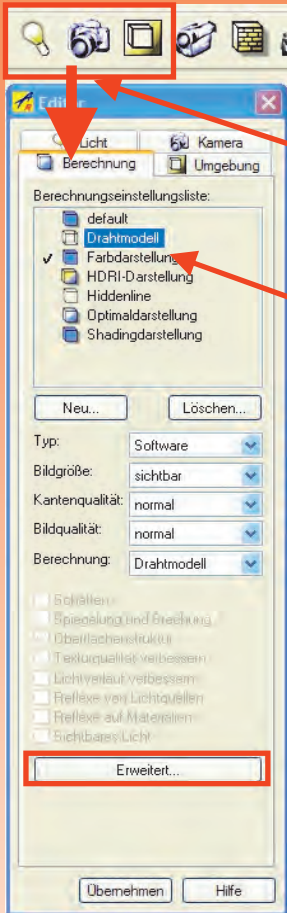 Editor
Licht Kamera
Berechnung Umgebung
Berechnungseinstellungsliste:
default
Drahtmodell
Farbdarstellung
HDRI-Darstellung
Hiddenline
Optimaldarstellung
Shadingdarstellung
Neu... Löschen...
Typ: Software
Bildgröße: sichtbar
Kantenqualität: normal
Bildqualität: normal
Berechnung: Drahtmodell
Schatten
Spiegelung und Brechung
Oberflächenstruktur
Texturqualität verbessern
Lichtverlauf verbessern
Reflexe von Lichtquellen
Reflexe auf Materialien
Sichtbares Licht
Erweitert...
Übernehmen Hilfe